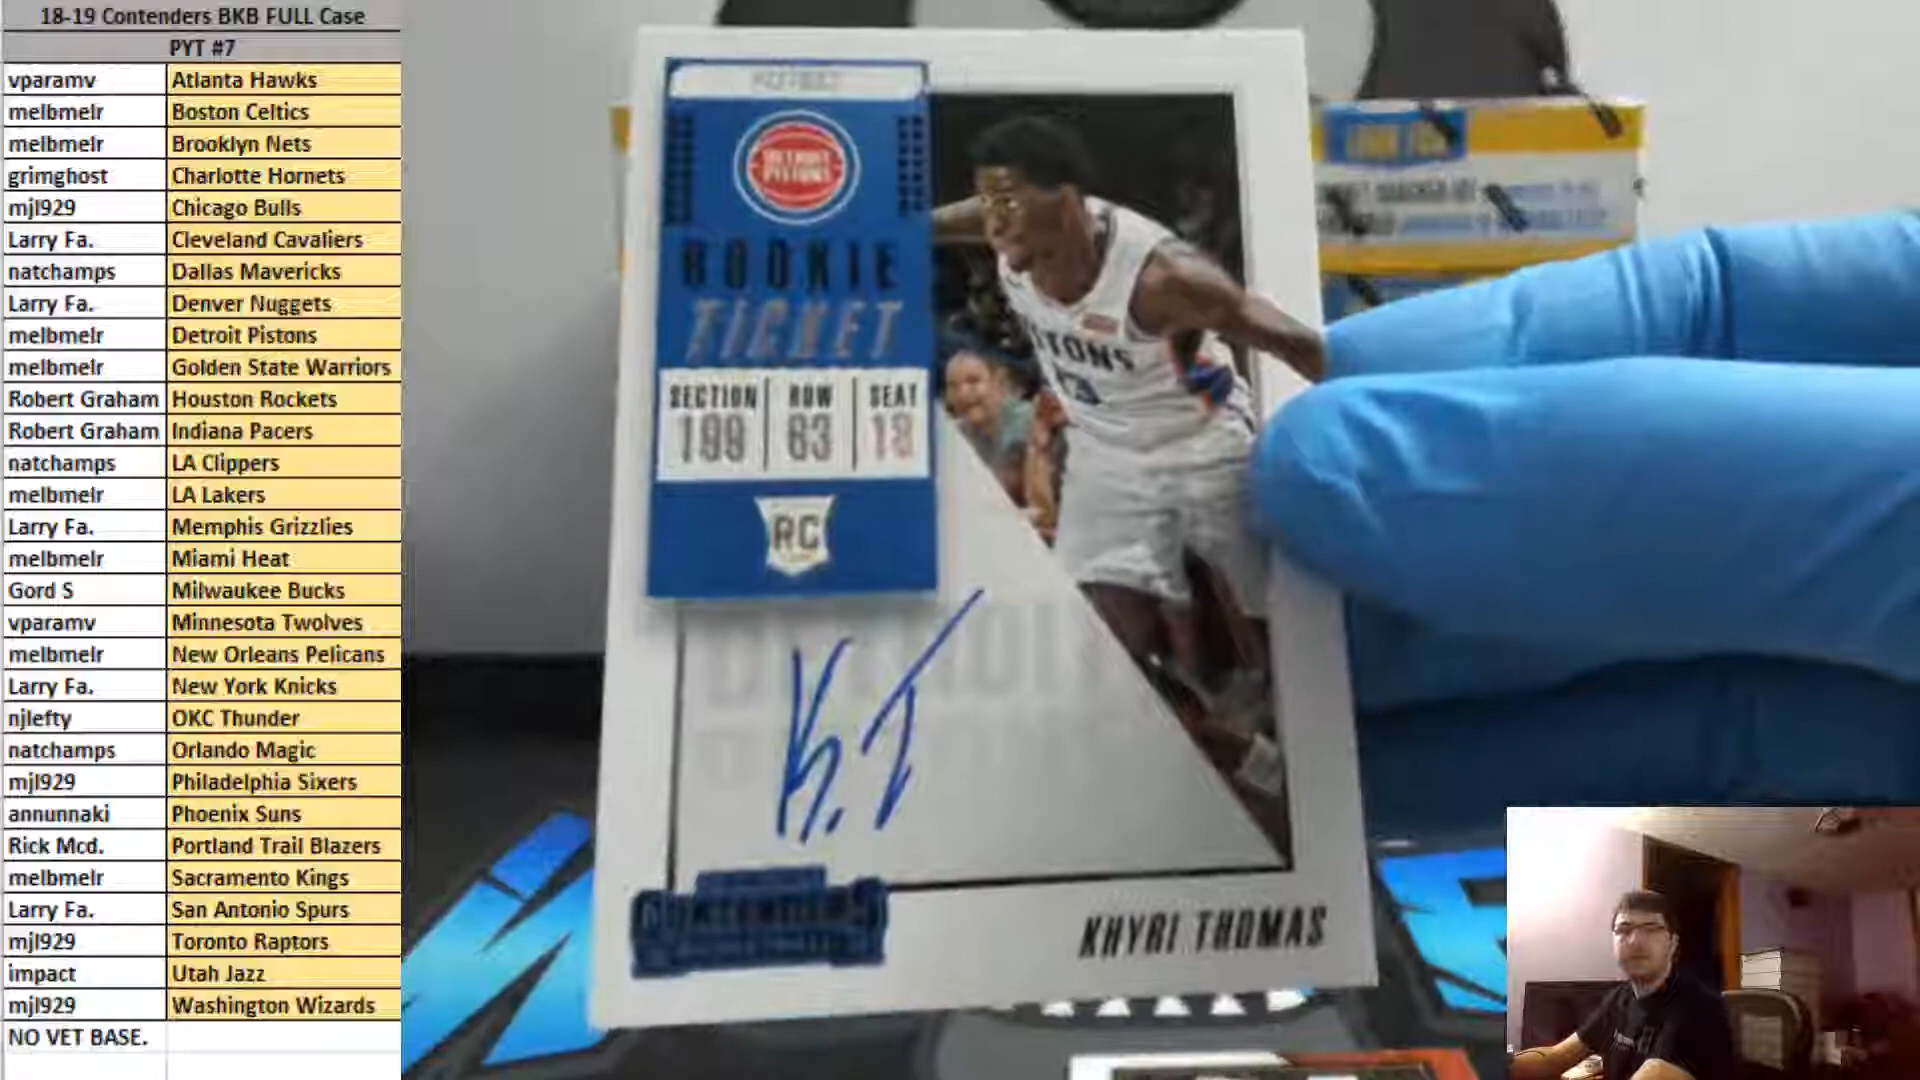 18-19 Contenders BKB FULL Case
PYT #7
vparamv Atlanta Hawks
melbmelr Boston Celtics
melbmelr Brooklyn Nets
grimghost Charlotte Hornets
mjl929 Chicago Bulls
Larry Fa. Cleveland Cavaliers
natchamps Dallas Mavericks
Larry Fa. Denver Nuggets
melbmelr Detroit Pistons
melbmelr Golden State Warriors
Robert Graham Houston Rockets
Robert Graham Indiana Pacers
natchamps LA Clippers
melbmelr LA Lakers
Larry Fa. Memphis Grizzlies
melbmelr Miami Heat
Gord S Milwaukee Bucks
vparamv Minnesota Twolves
melbmelr New Orleans Pelicans
Larry Fa. New York Knicks
njlefty OKC Thunder
natchamps Orlando Magic
mjl929 Philadelphia Sixers
annunnaki Phoenix Suns
Rick Mcd. Portland Trail Blazers
melbmelr Sacramento Kings
Larry Fa. San Antonio Spurs
mjl929 Toronto Raptors
impact Utah Jazz
mjl929 Washington Wizards
NO VET BASE.
DETROIT
PISTONS
ROOKIE
TICKET
SECTION ROW SEAT
199 63 18
RC
K.T
CONTENDERS
KHYRI THOMAS